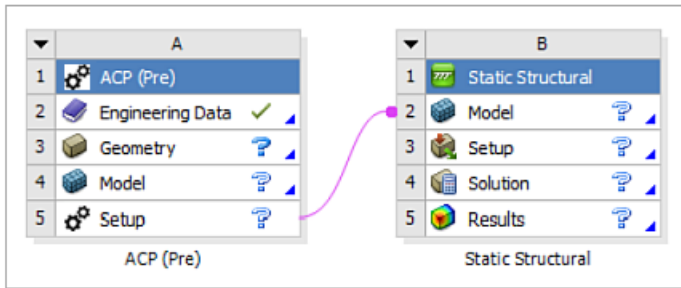 A
1 ACP (Pre)
2 Engineering Data
3 Geometry ?
4 Model ?
5 Setup ?
ACP (Pre)
B
1 Static Structural
2 Model ?
3 Setup ?
4 Solution ?
5 Results ?
Static Structural